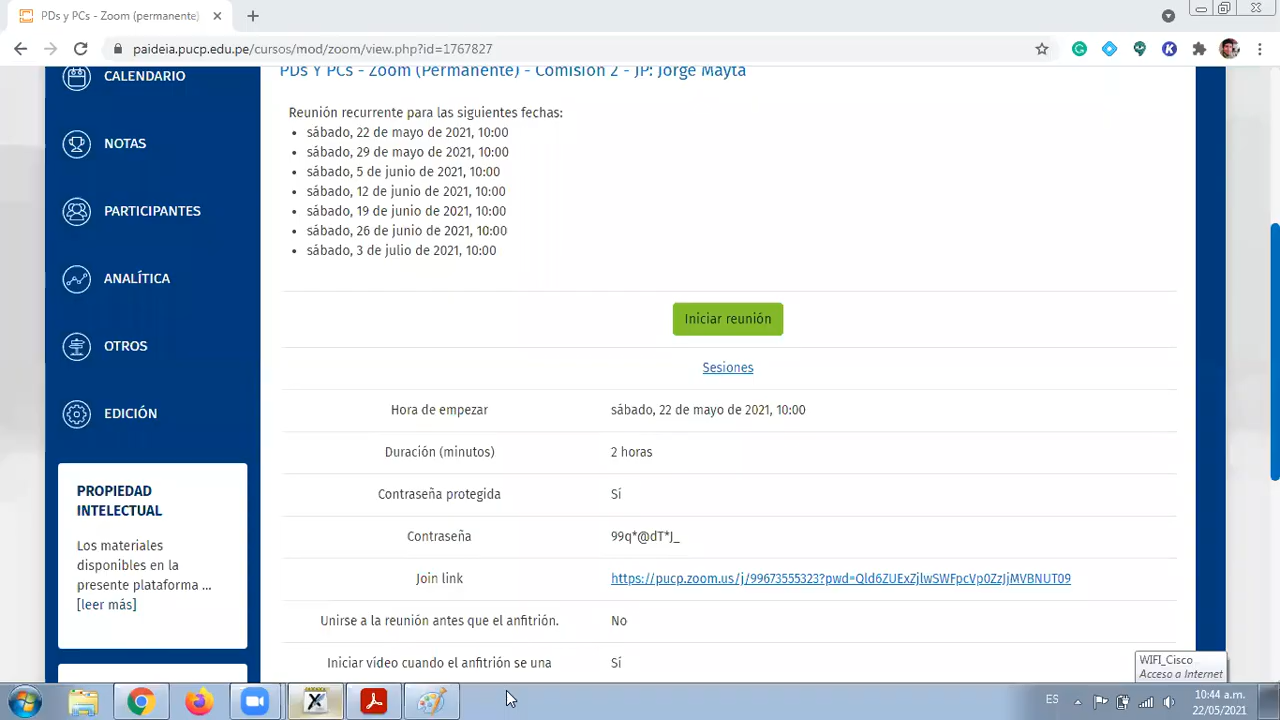 PDs y PCs - Zoom (permanente)
paideia.pucp.edu.pe/cursos/mod/zoom/view.php?id=1767827
PDs Y PCs - Zoom (Permanente) - Comisión 2 - JP: Jorge Mayta
CALENDARIO
NOTAS
PARTICIPANTES
ANALÍTICA
OTROS
EDICIÓN
PROPIEDAD
INTELECTUAL
Los materiales
disponibles en la
presente plataforma ...
[leer más]
Reunión recurrente para las siguientes fechas:
• sábado, 22 de mayo de 2021, 10:00
• sábado, 29 de mayo de 2021, 10:00
• sábado, 5 de junio de 2021, 10:00
• sábado, 12 de junio de 2021, 10:00
• sábado, 19 de junio de 2021, 10:00
• sábado, 26 de junio de 2021, 10:00
• sábado, 3 de julio de 2021, 10:00
Iniciar reunión
Sesiones
Hora de empezar sábado, 22 de mayo de 2021, 10:00
Duración (minutos) 2 horas
Contraseña protegida Sí
Contraseña 99q*@dT*J_
Join link https://pucp.zoom.us/j/99673555323?pwd=Qld6ZUExZjlwSWFpcVp0ZzJjMVBNUT09
Unirse a la reunión antes que el anfitrión. No
Iniciar vídeo cuando el anfitrión se una Sí
WIFI_Cisco
Acceso a Internet
ES
10:44 a.m.
22/05/2021